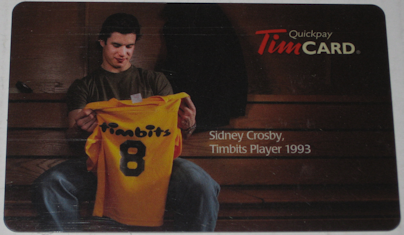 Quickpay
TimCARD®
timbits
8
Sidney Crosby,
Timbits Player 1993